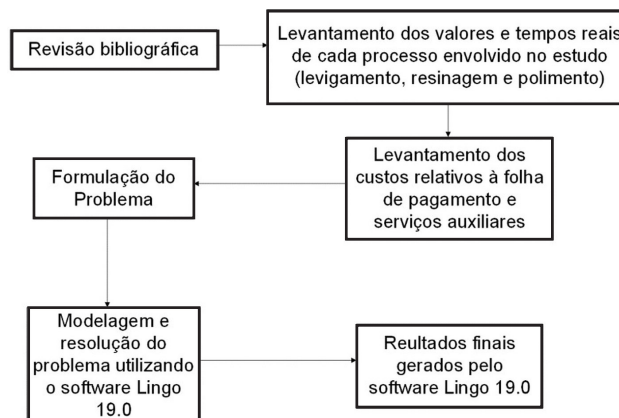 Revisão bibliográfica
Levantamento dos valores e tempos reais
de cada processo envolvido no estudo
(levigamento, resinagem e polimento)
Levantamento dos
custos relativos à folha
de pagamento e
serviços auxiliares
Formulação do
Problema
Modelagem e
resolução do
problema utilizando
o software Lingo
19.0
Reultados finais
gerados pelo
software Lingo 19.0